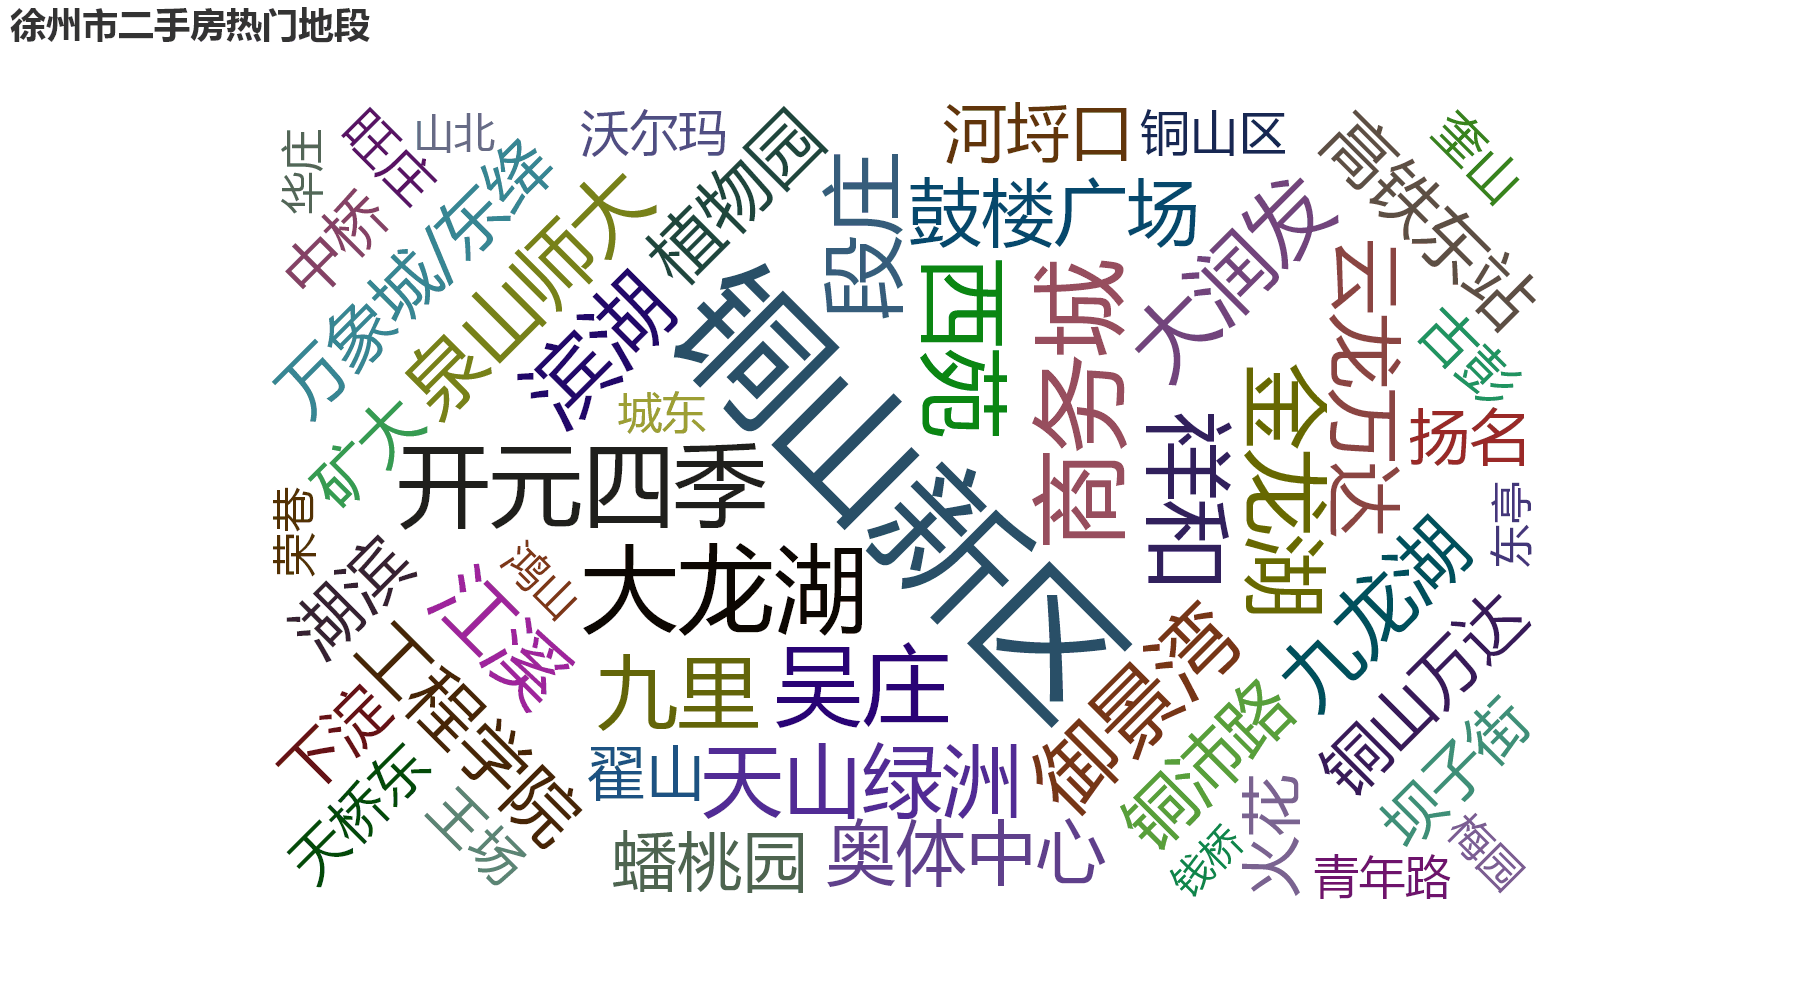 徐州市二手房热门地段
华庄
田庄
山北
沃尔玛
植物园
段庄
河埒口
铜山区
高铁东站
奎山
中桥
万象城/东绛
泉山师大
滨湖
铜山新区
鼓楼广场
西苑
商务城
大润发
云龙万达
古彭
矿大
城东
开元四季
祥和
金龙湖
扬名
荣巷
东亭
湖滨
鸿山
江溪
大龙湖
九龙湖
工程学院
九里
吴庄
御景湾
铜沛路
铜山万达
下淀
天桥东
王场
翟山
天山绿洲
蟠桃园
奥体中心
钱桥
火花
坝子街
梅园
青年路